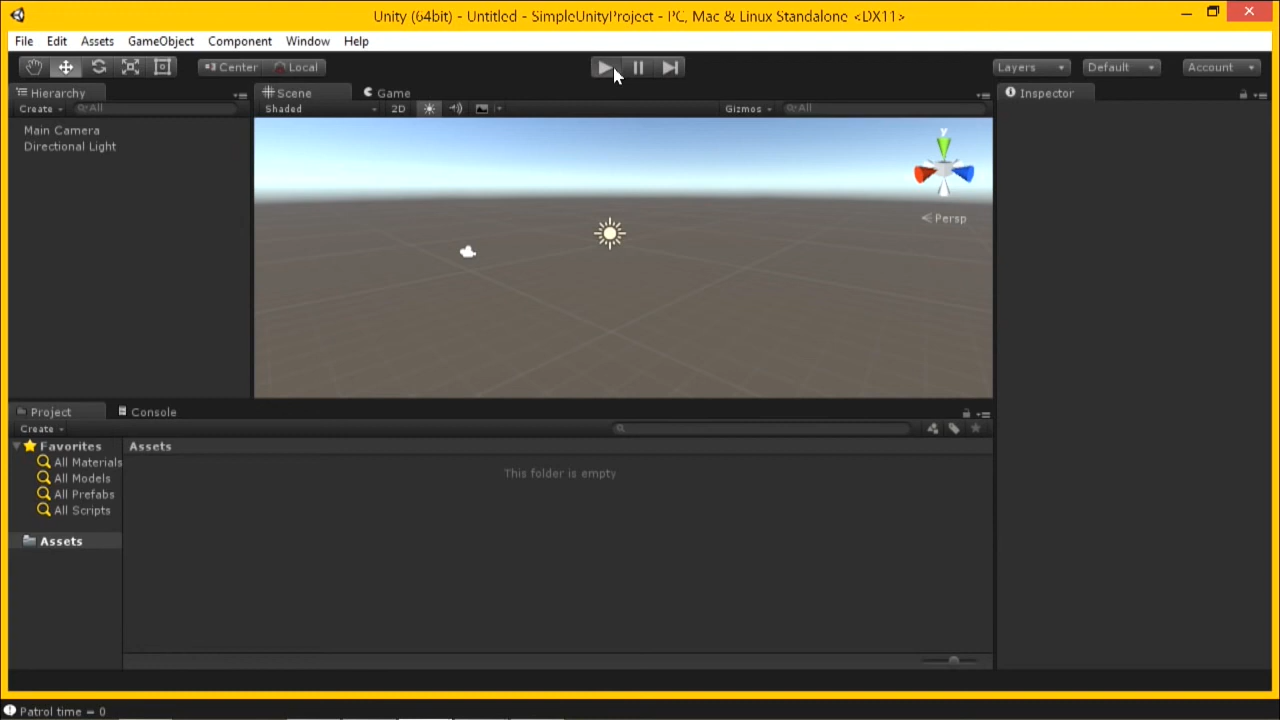 Unity (64bit) - Untitled - SimpleUnityProject - PC, Mac & Linux Standalone <DX11>
File Edit Assets GameObject Component Window Help
Center Local Layers Default Account
Hierarchy Scene Game Inspector
Create All Shaded 2D Gizmos All
Main Camera
Directional Light
y
Persp
Project Console
Create
Favorites Assets
All Materials
All Models
All Prefabs
All Scripts
This folder is empty
Assets
Patrol time = 0